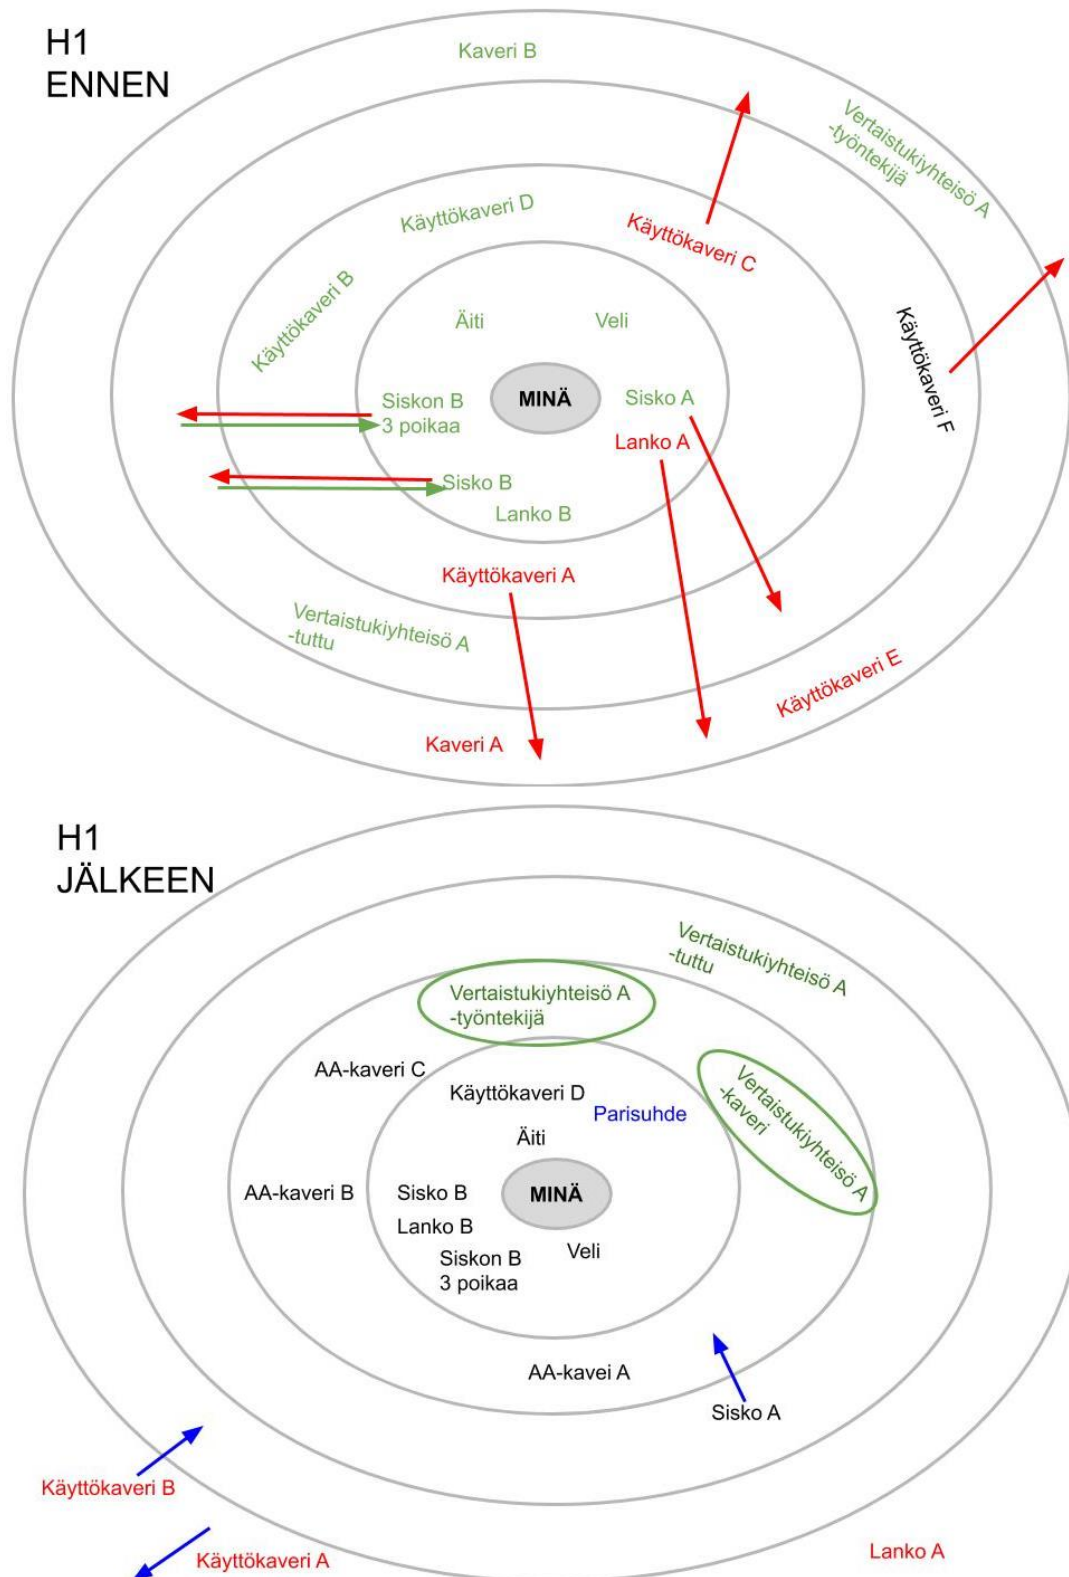 H1
ENNEN
Kaveri B
Vertaistukiyhteisö A
-työntekijä
Käyttökaveri D
Käyttökaveri C
Käyttökaveri B
Äiti
Veli
Käyttökaveri F
Siskon B
3 poikaa
MINÄ
Sisko A
Lanko A
Sisko B
Lanko B
Käyttökaveri A
Vertaistukiyhteisö A
-tuttu
Käyttökaveri E
Kaveri A
H1
JÄLKEEN
Vertaistukiyhteisö A
-tuttu
Vertaistukiyhteisö A
-työntekijä
AA-kaveri C
Käyttökaveri D
Parisuhde
Vertaistukiyhteisö A
-kaveri
Äiti
AA-kaveri B
Sisko B
MINÄ
Lanko B
Siskon B
3 poikaa
Veli
AA-kavei A
Sisko A
Käyttökaveri B
Käyttökaveri A
Lanko A